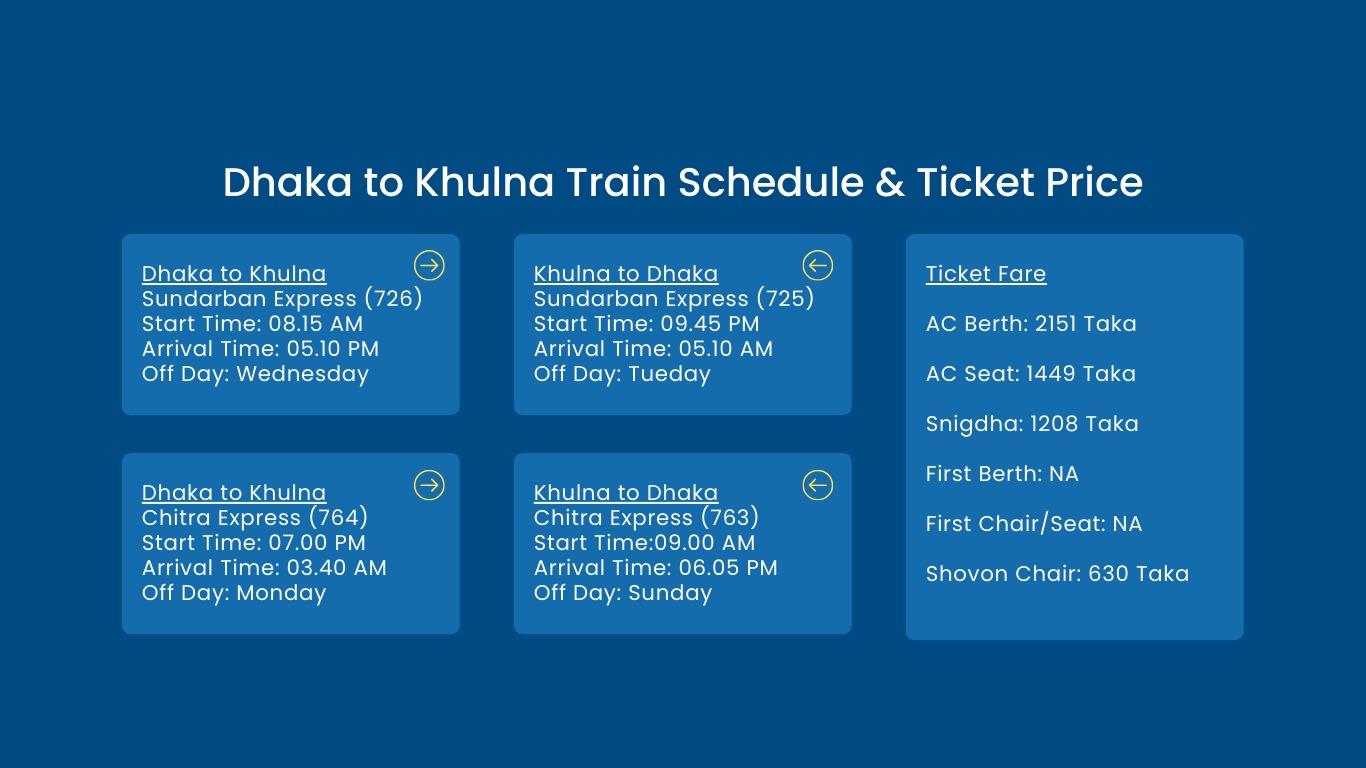 Dhaka to Khulna Train Schedule & Ticket Price
Dhaka to Khulna
Sundarban Express (726)
Start Time: 08.15 AM
Arrival Time: 05.10 PM
Off Day: Wednesday
Khulna to Dhaka
Sundarban Express (725)
Start Time: 09.45 PM
Arrival Time: 05.10 AM
Off Day: Tueday
Dhaka to Khulna
Chitra Express (764)
Start Time: 07.00 PM
Arrival Time: 03.40 AM
Off Day: Monday
Khulna to Dhaka
Chitra Express (763)
Start Time:09.00 AM
Arrival Time: 06.05 PM
Off Day: Sunday
Ticket Fare
AC Berth: 2151 Taka
AC Seat: 1449 Taka
Snigdha: 1208 Taka
First Berth: NA
First Chair/Seat: NA
Shovon Chair: 630 Taka